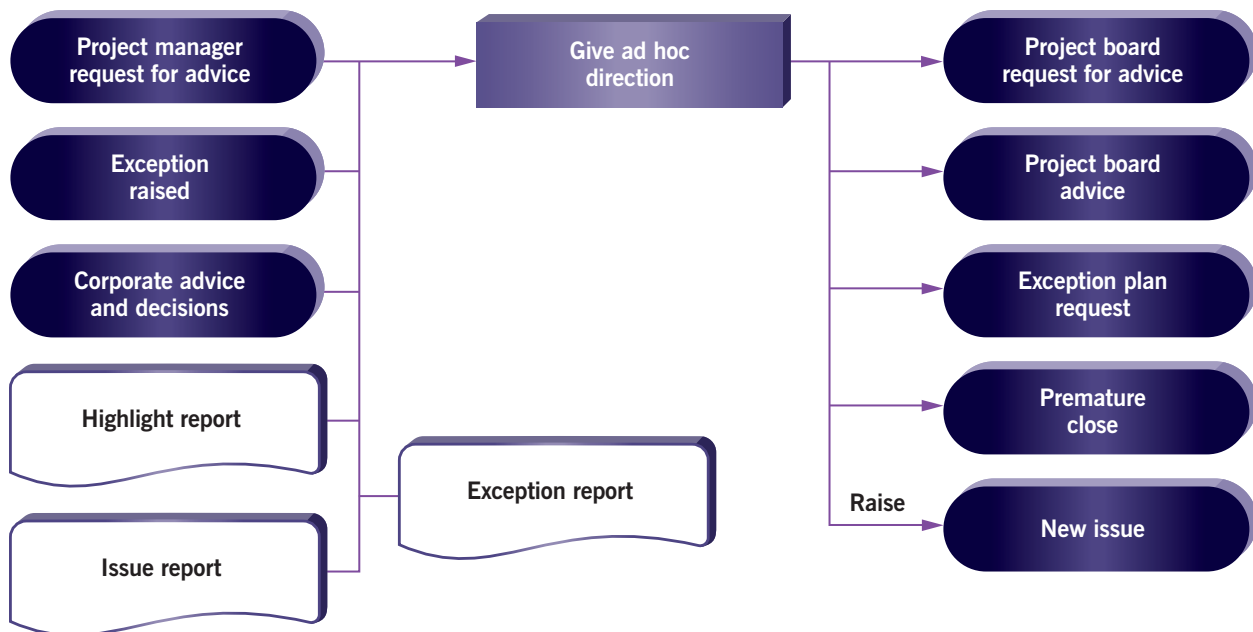 Project manager
request for advice
Give ad hoc
direction
Project board
request for advice
Exception
raised
Project board
advice
Corporate advice
and decisions
Exception plan
request
Highlight report
Premature
close
Exception report
Raise
New issue
Issue report